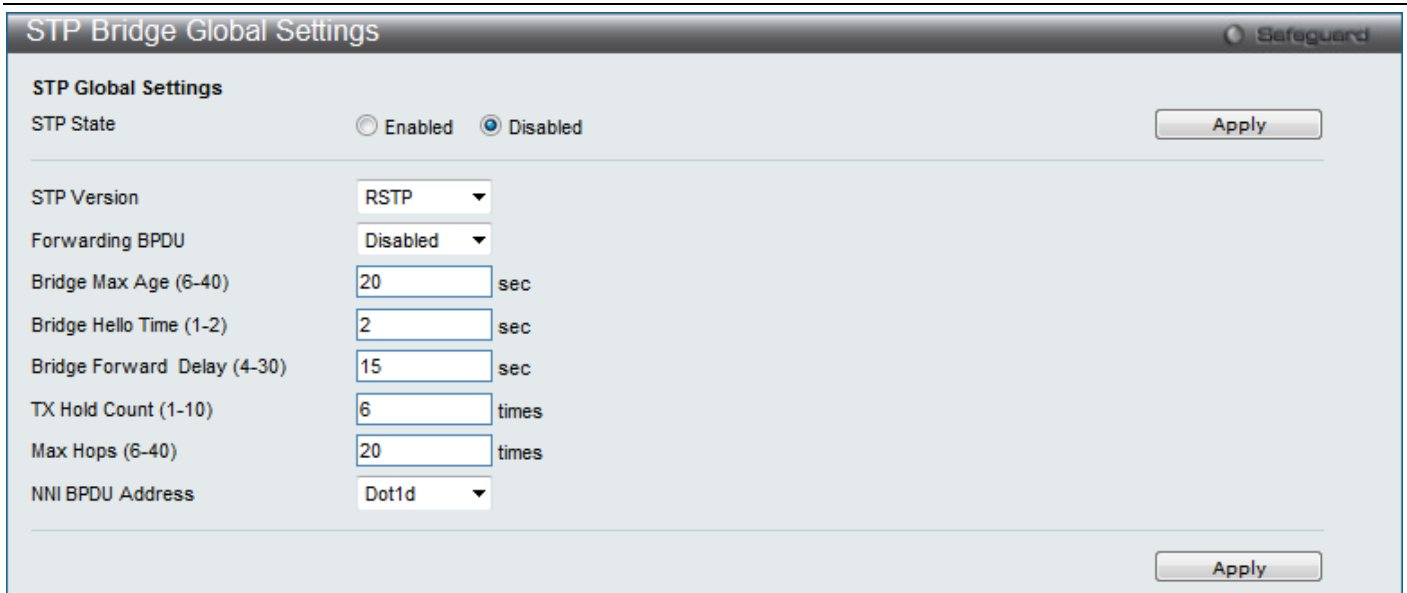 STP Bridge Global Settings
Safeguard
STP Global Settings
STP State Enabled Disabled Apply
STP Version RSTP
Forwarding BPDU Disabled
Bridge Max Age (6-40) 20 sec
Bridge Hello Time (1-2) 2 sec
Bridge Forward Delay (4-30) 15 sec
TX Hold Count (1-10) 6 times
Max Hops (6-40) 20 times
NNI BPDU Address Dot1d
Apply